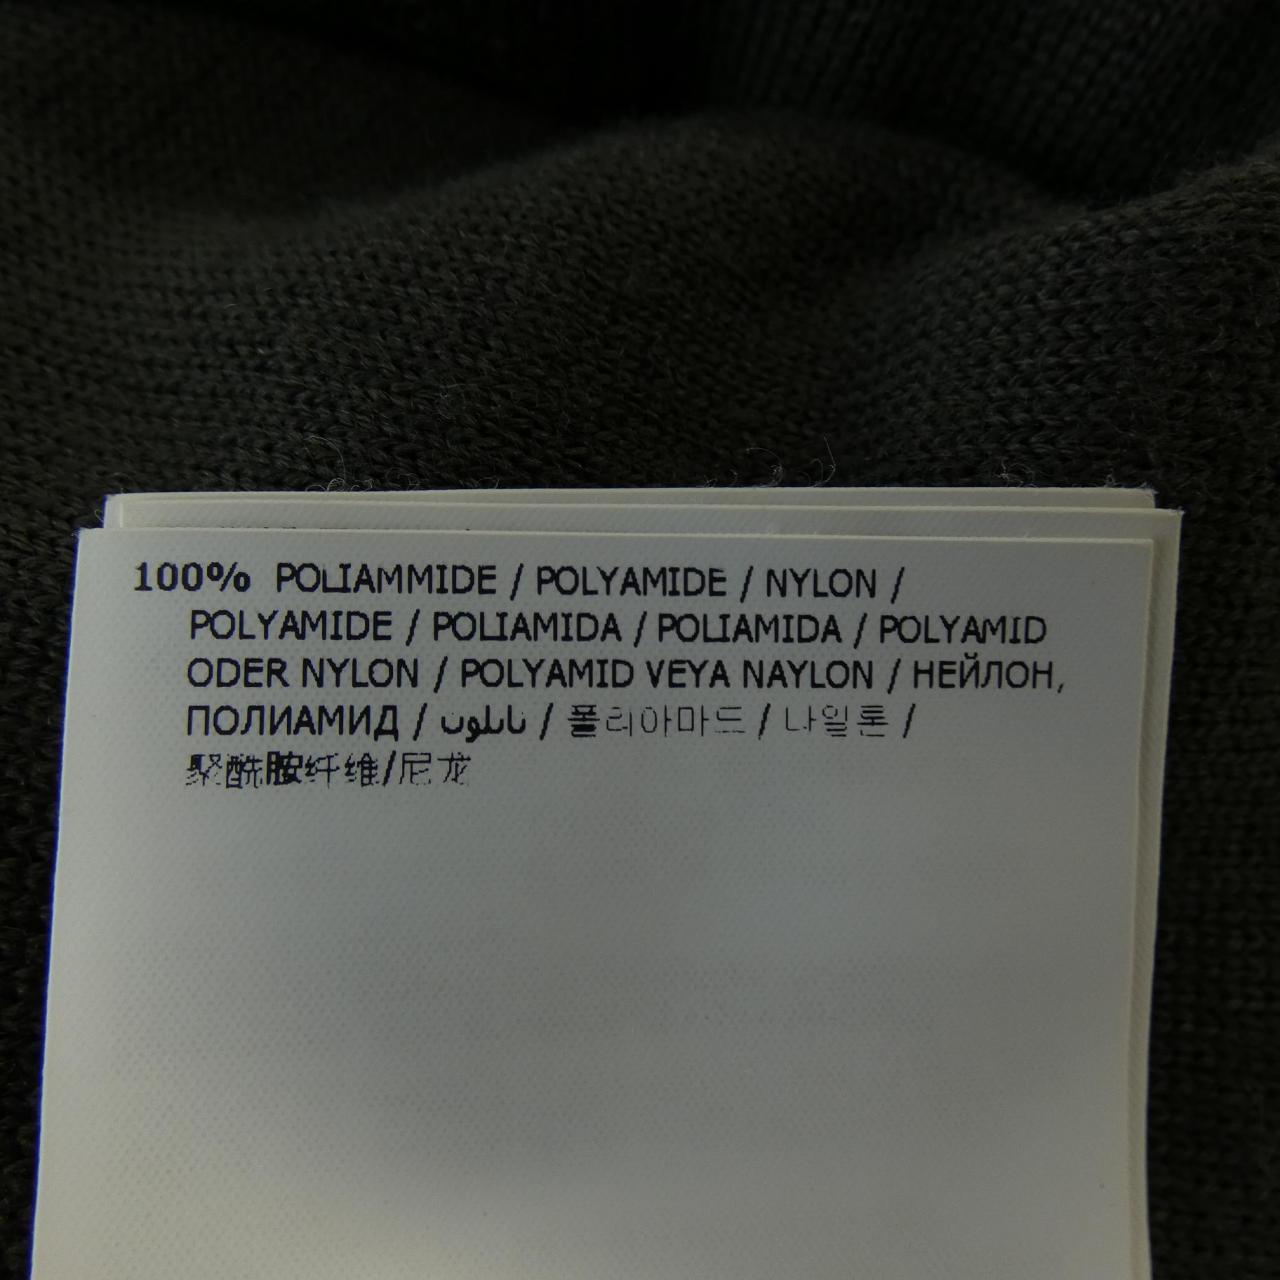 100% POLIAMMIDE / POLYAMIDE / NYLON /
POLYAMIDE / POLIAMIDA / POLIAMIDA / POLYAMID
ODER NYLON / POLYAMID VEYA NAYLON / НЕЙЛОН,
ПОЛИАМИД / نايلون / 폴리아마드 / 나일론 /
聚酰胺纤维/尼龙